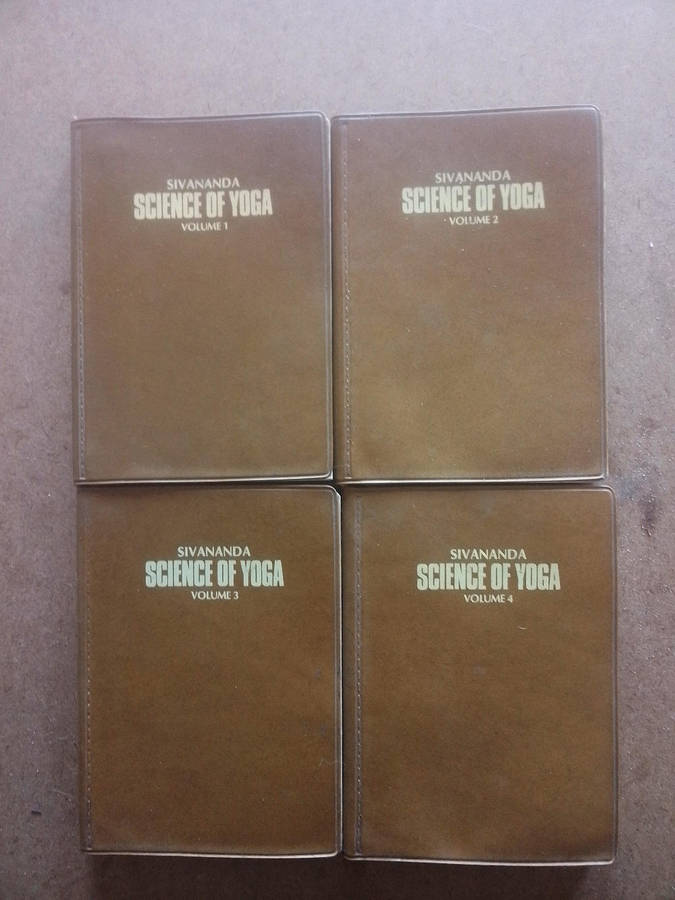 SIVANANDA
SCIENCE OF YOGA
VOLUME 1
SIVANANDA
SCIENCE OF YOGA
VOLUME 2
SIVANANDA
SCIENCE OF YOGA
VOLUME 3
SIVANANDA
SCIENCE OF YOGA
VOLUME 4